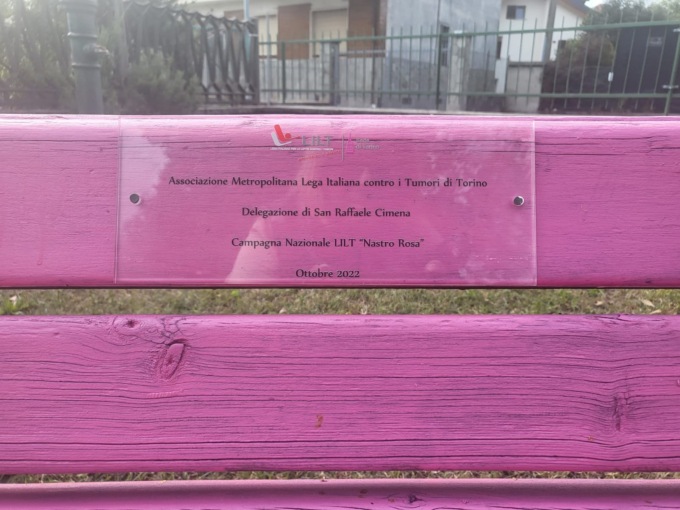 LILT
Associazione Metropolitana Lega Italiana contro i Tumori di Torino
Delegazione di San Raffaele Cimena
Campagna Nazionale LILT "Nastro Rosa"
Ottobre 2022